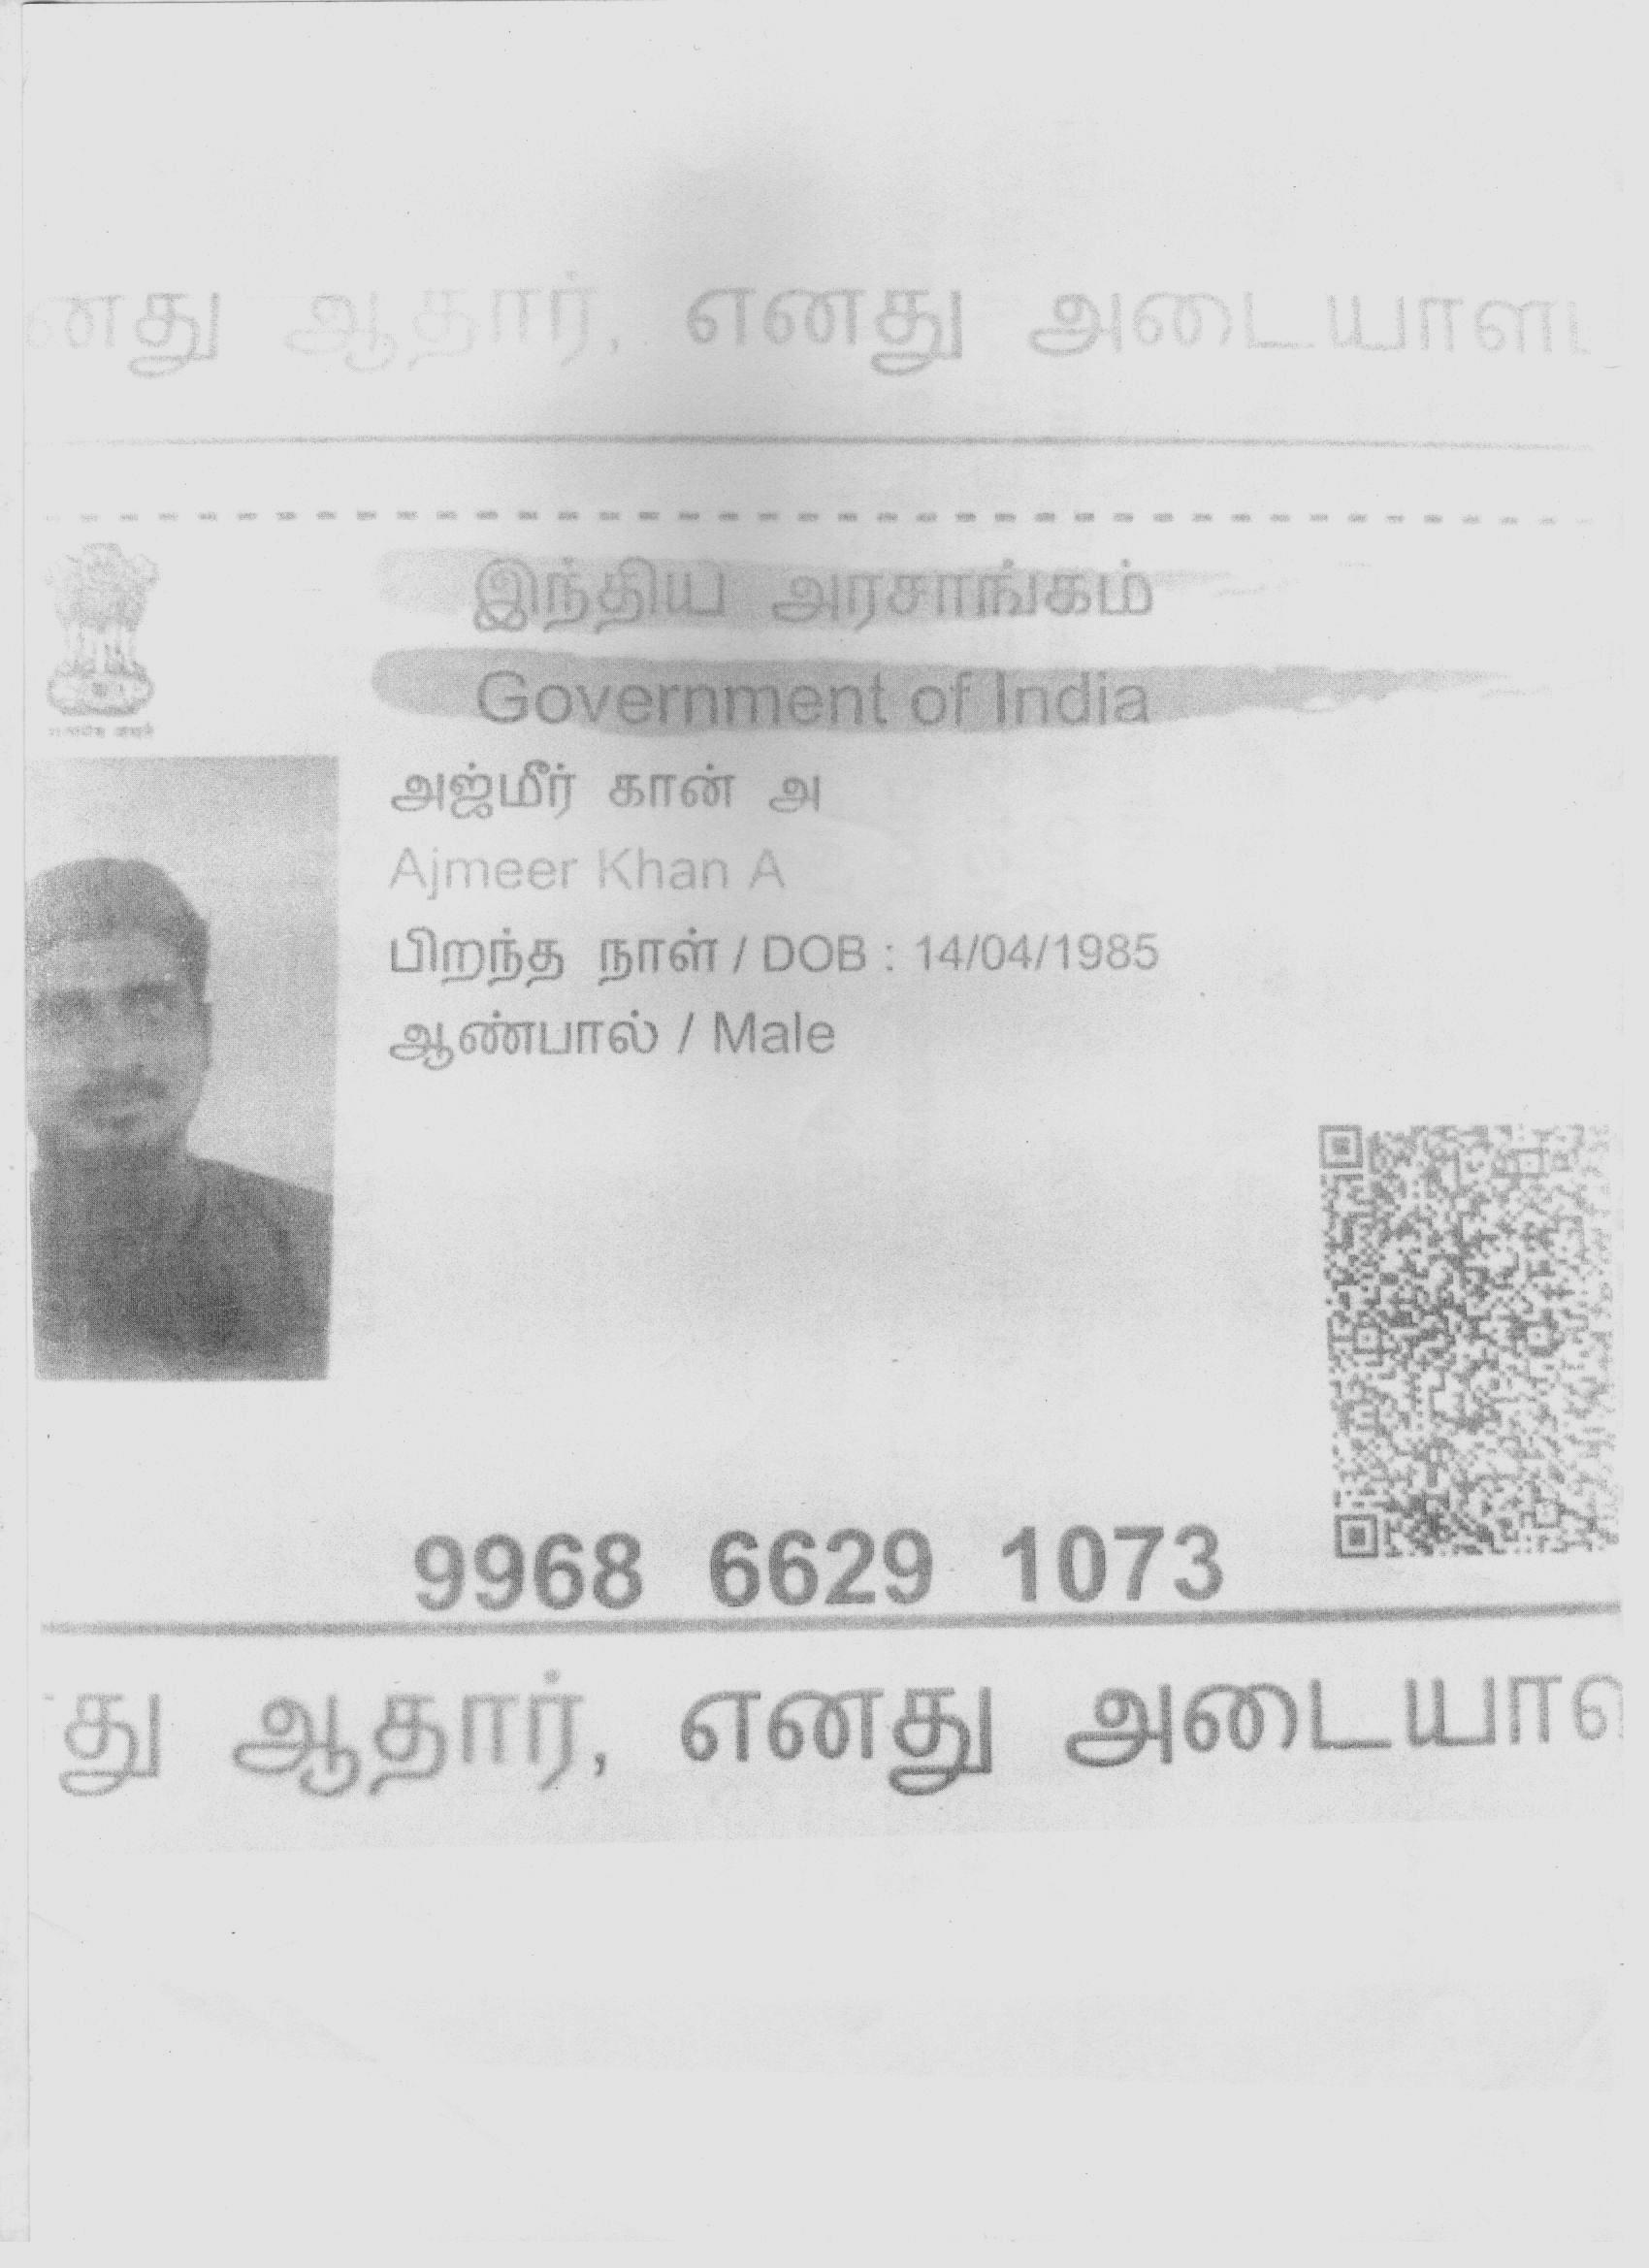 னது ஆதார், எனது அடையாள
இந்திய அரசாங்கம்
Government of India
அஜ்மீர் கான் அ
Ajmeer Khan A
பிறந்த நாள் / DOB : 14/04/1985
ஆண்பால் / Male
9968 6629 1073
து ஆதார், எனது அடையாள